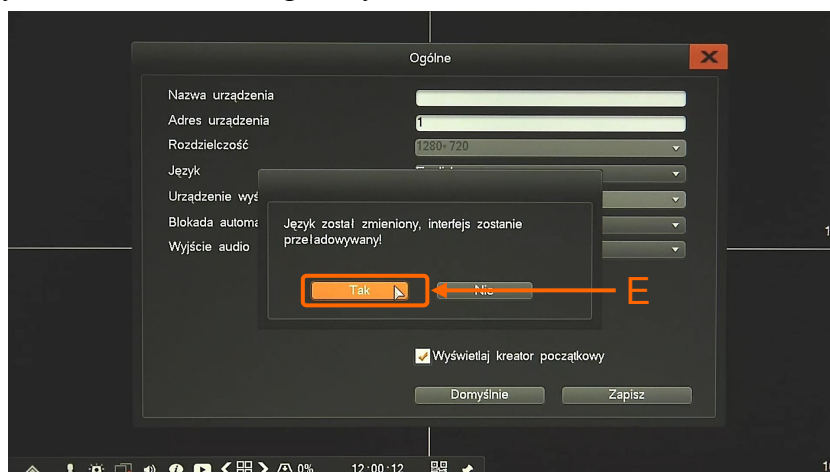 Ogólne
Nazwa urządzenia
Adres urządzenia 1
Rozdzielczość 1280*720
Język
Urządzenie wyś
Blokada automa
Wyjście audio
Język został zmieniony, interfejs zostanie
przeładowywany!
Tak Nie E
Wyświetlaj kreator początkowy
Domyślnie Zapisz
0% 12:00:12